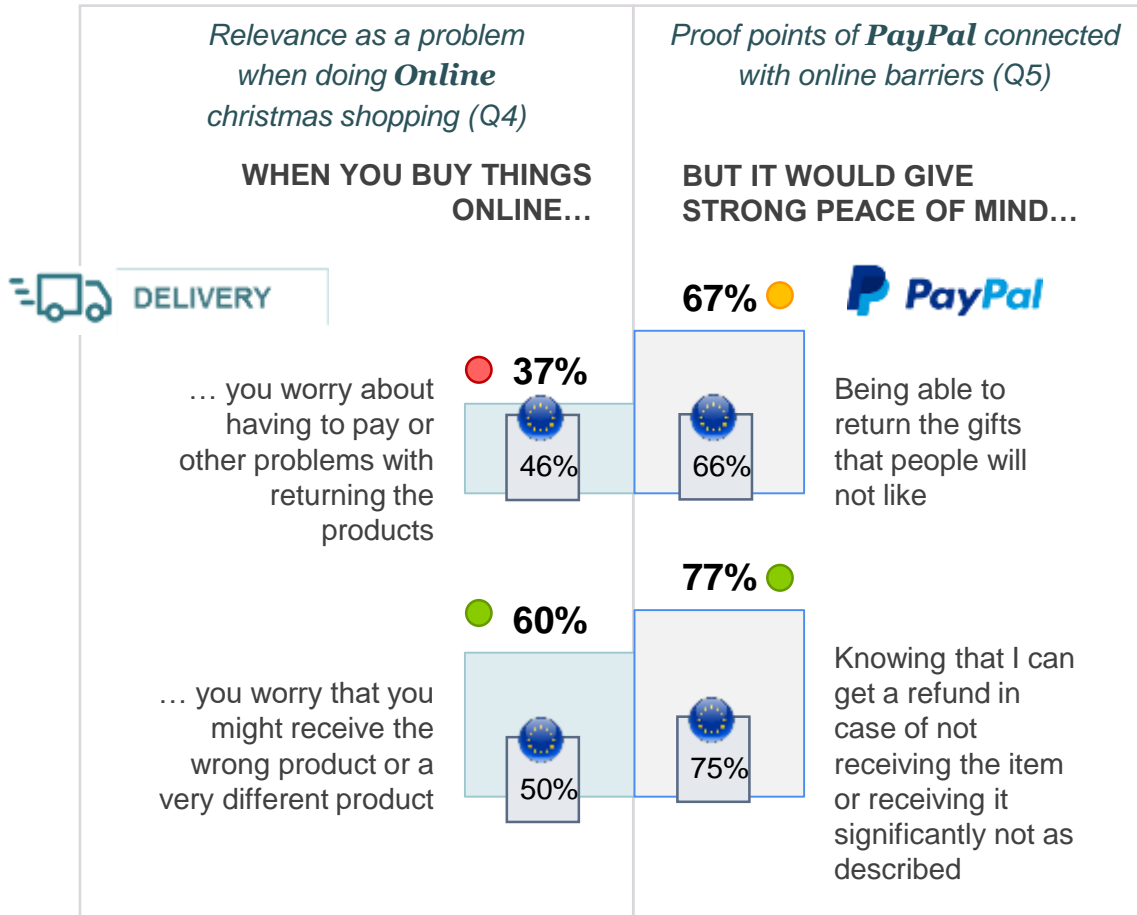 Relevance as a problem
when doing Online
christmas shopping (Q4)
Proof points of PayPal connected
with online barriers (Q5)
WHEN YOU BUY THINGS
ONLINE…
BUT IT WOULD GIVE
STRONG PEACE OF MIND…
DELIVERY
67%
PayPal
37%
… you worry about
having to pay or
other problems with
returning the
products
46%
66%
Being able to
return the gifts
that people will
not like
60%
77%
… you worry that you
might receive the
wrong product or a
very different product
50%
75%
Knowing that I can
get a refund in
case of not
receiving the item
or receiving it
significantly not as
described